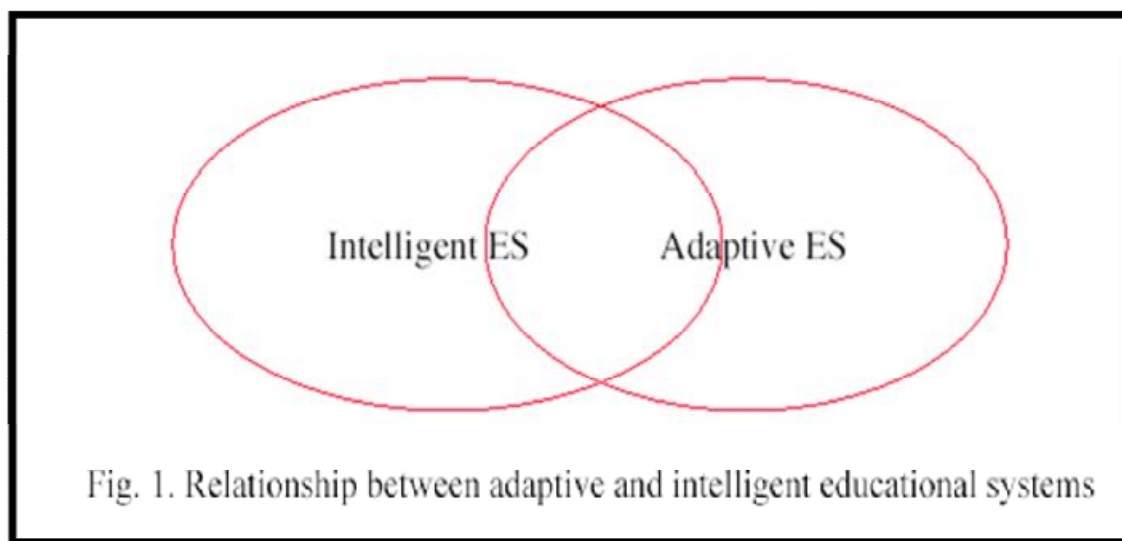 Intelligent ES Adaptive ES
Fig. 1. Relationship between adaptive and intelligent educational systems